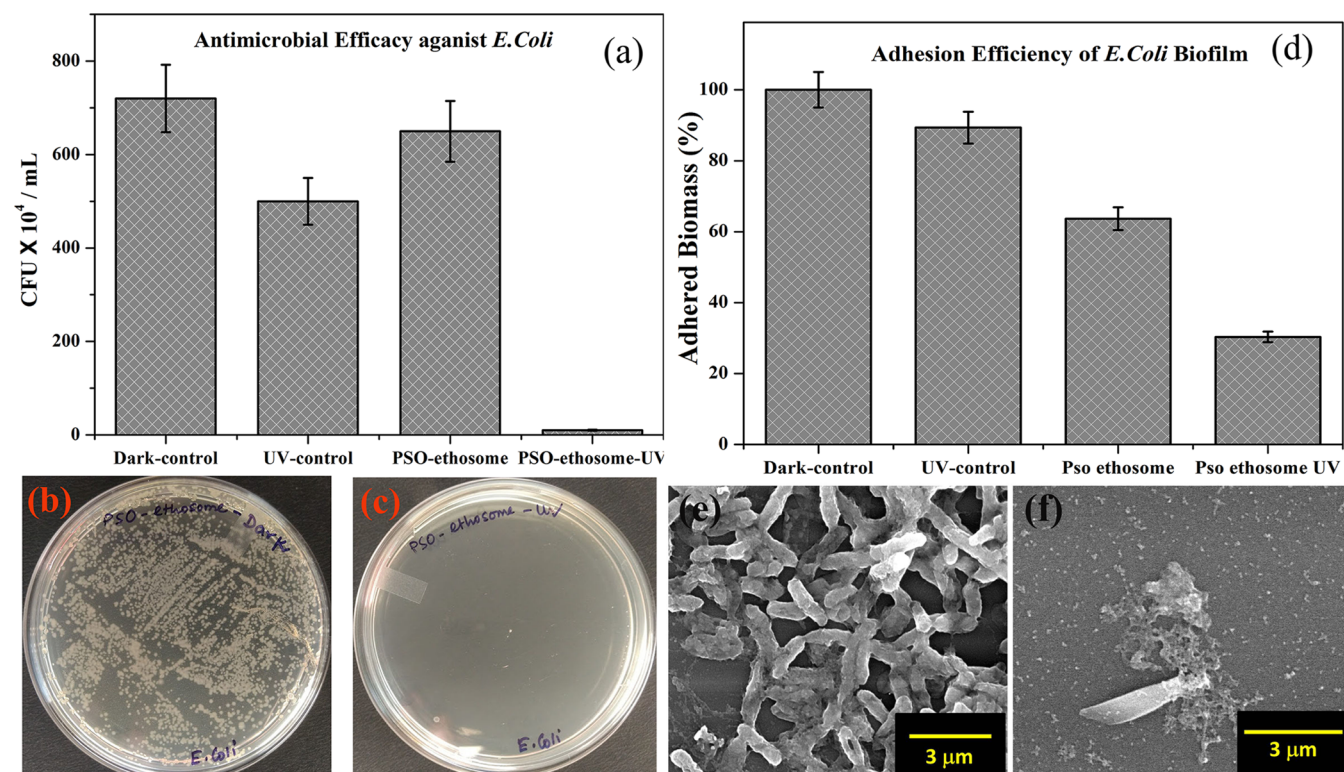 Antimicrobial Efficacy aganist E.Coli
(a)
CFU X 10⁴ / mL
800
600
400
200
0
Dark-control
UV-control
PSO-ethosome
PSO-ethosome-UV
Adhesion Efficiency of E.Coli Biofilm
(d)
Adhered Biomass (%)
100
80
60
40
20
0
Dark-control
UV-control
Pso ethosome
Pso ethosome UV
(b)
PSO-ethosome-Dark
E.Coli
(c)
PSO-ethosome-UV
E.Coli
(e)
3 μm
(f)
3 μm